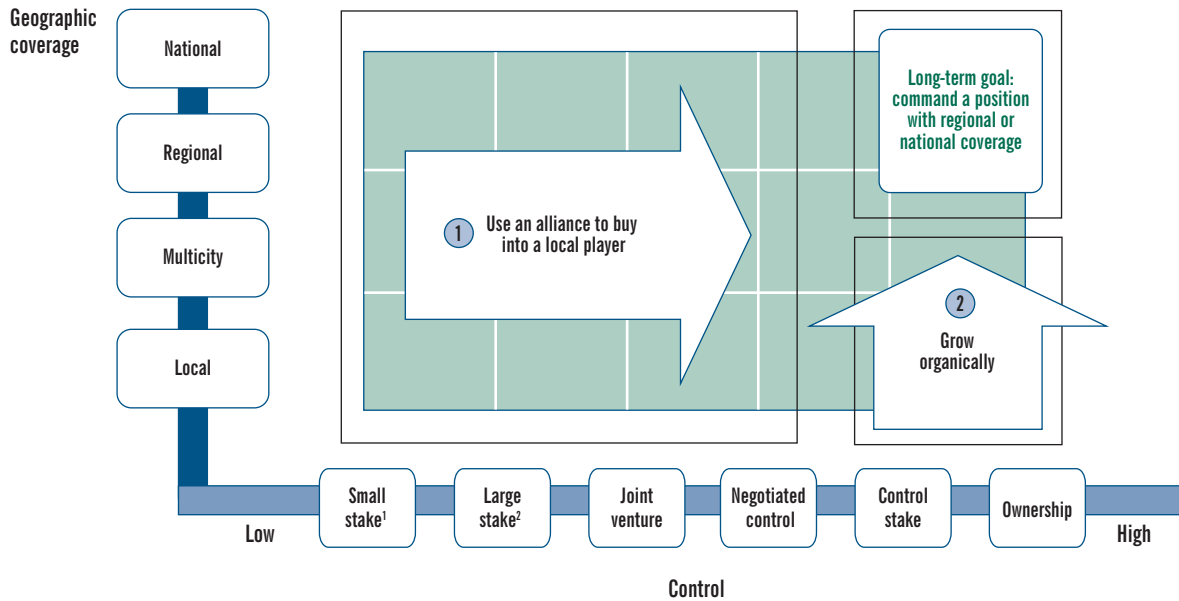 Geographic
coverage
National
Regional
Multicity
Local
Long-term goal:
command a position
with regional or
national coverage
1
Use an alliance to buy
into a local player
2
Grow
organically
Low
Small
stake¹
Large
stake²
Joint
venture
Negotiated
control
Control
stake
Ownership
High
Control